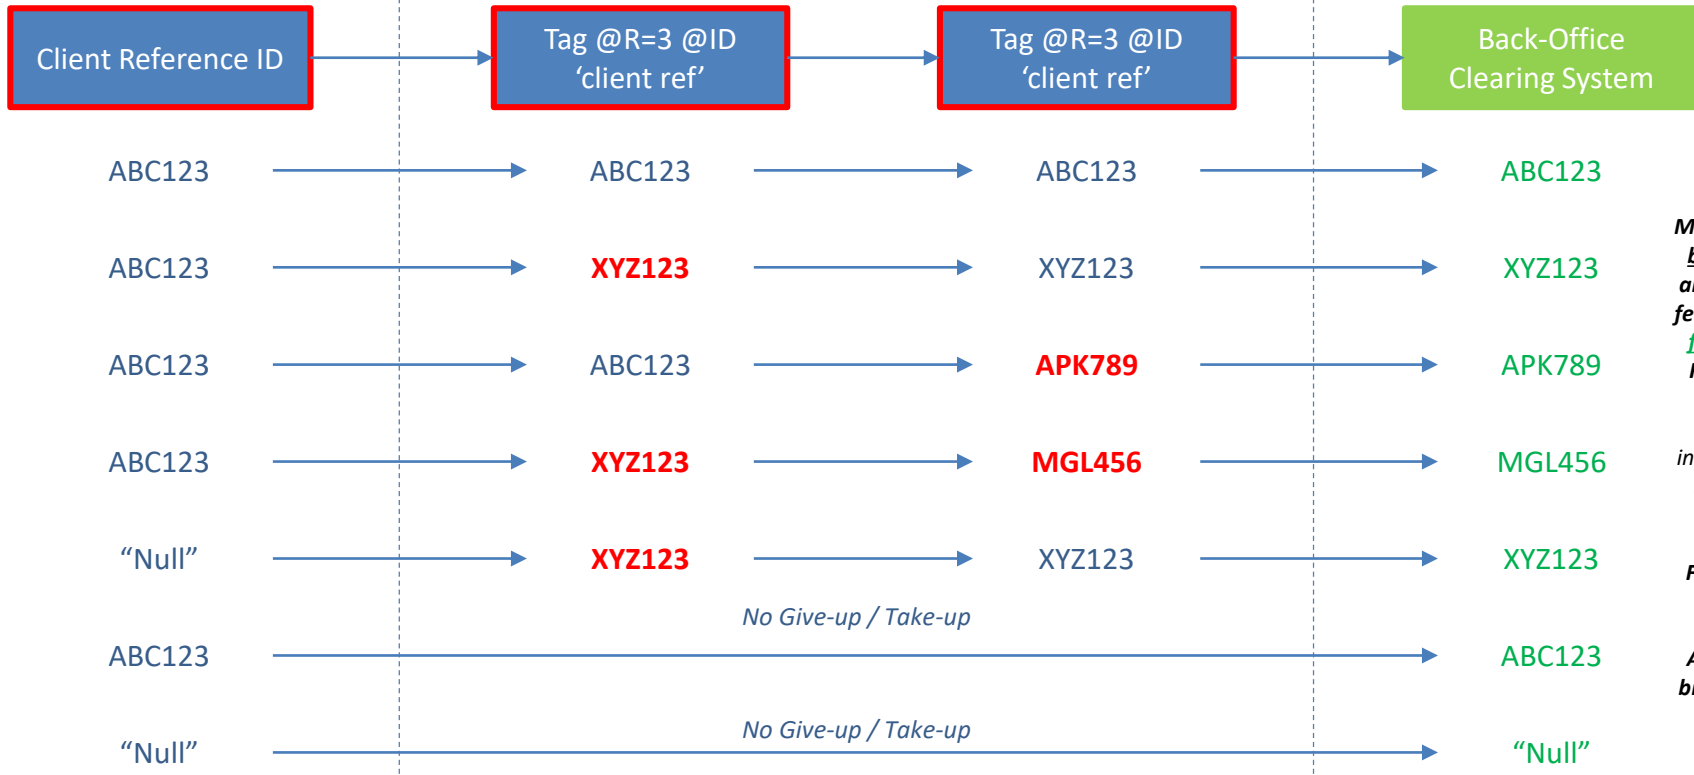 Client Reference ID
Tag @R=3 @ID
‘client ref’
Tag @R=3 @ID
‘client ref’
Back-Office
Clearing System
ABC123 ABC123 ABC123 ABC123
ABC123 XYZ123 XYZ123 XYZ123
ABC123 ABC123 APK789 APK789
ABC123 XYZ123 MGL456 MGL456
in
“Null” XYZ123 XYZ123 XYZ123
No Give-up / Take-up
ABC123 ABC123
No Give-up / Take-up
“Null” “Null”